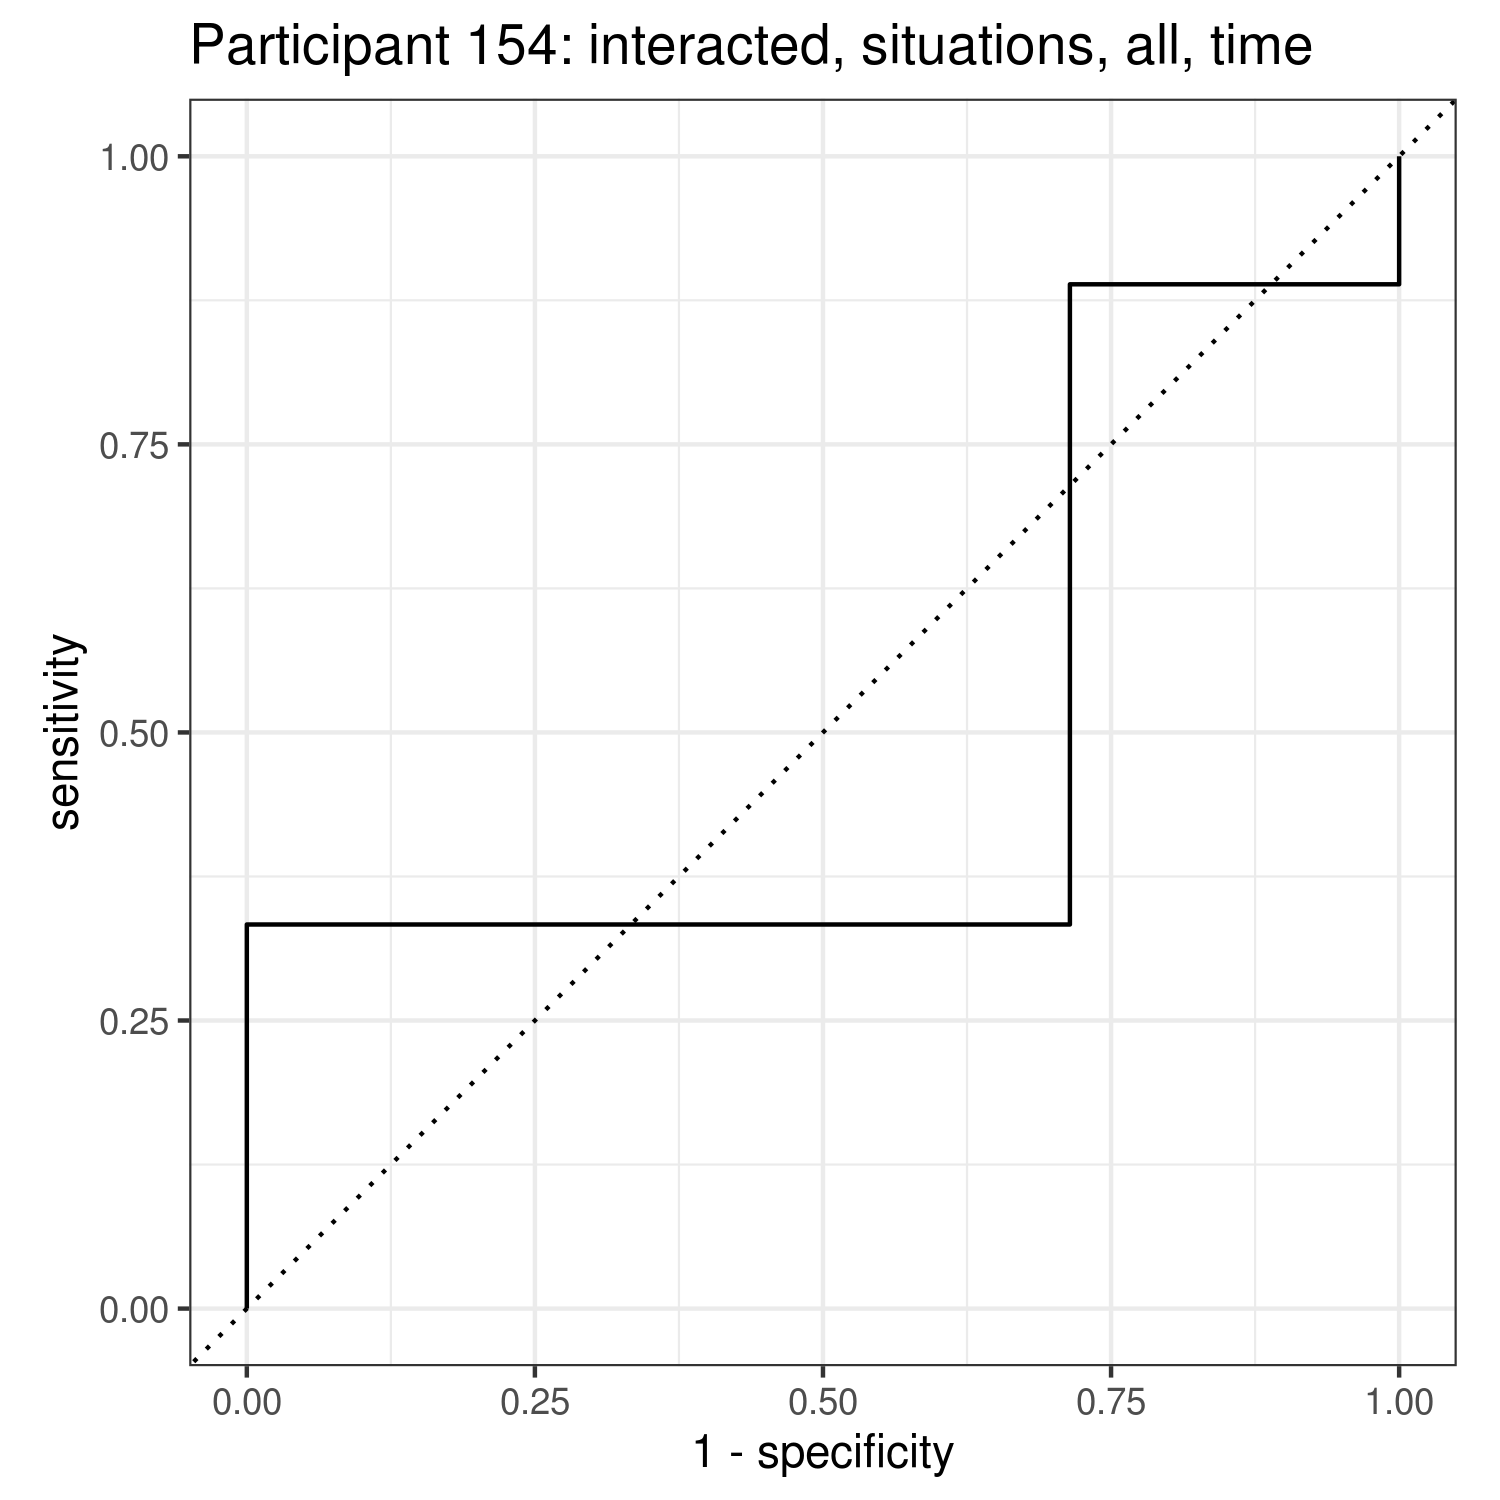 Participant 154: interacted, situations, all, time
1.00
0.75
0.50
0.25
0.00
sensitivity
0.00 0.25 0.50 0.75 1.00
1 - specificity